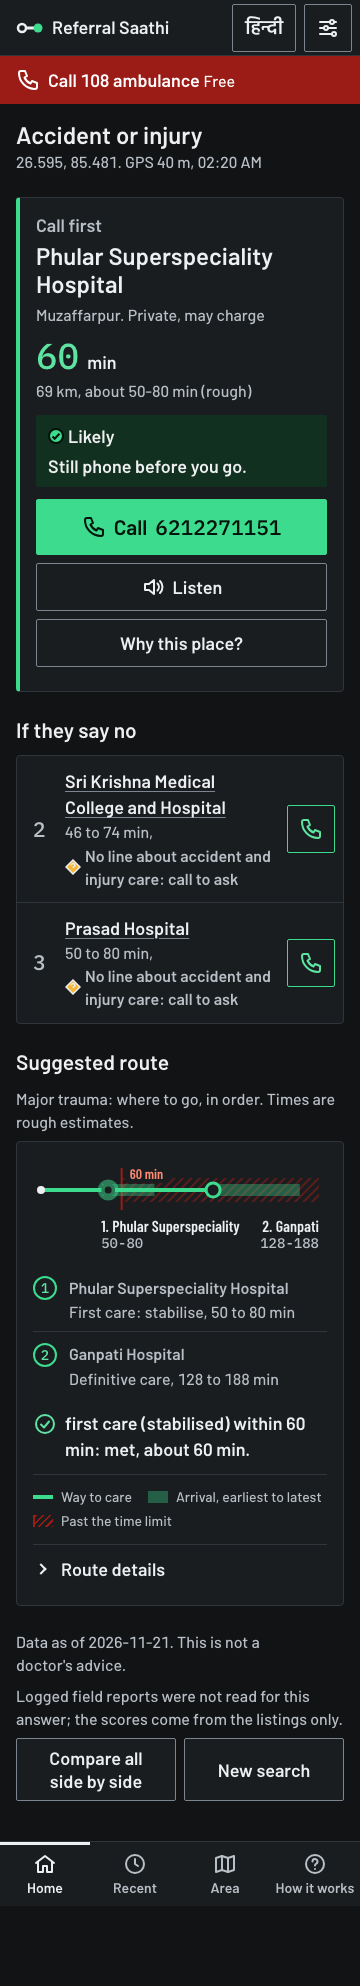 Referral Saathi
हिन्दी
Call 108 ambulance Free
Accident or injury
26.595, 85.481. GPS 40 m, 02:20 AM
Call first
Phular Superspeciality
Hospital
Muzaffarpur. Private, may charge
60 min
69 km, about 50-80 min (rough)
Likely
Still phone before you go.
Call 6212271151
Listen
Why this place?
If they say no
2
Sri Krishna Medical
College and Hospital
46 to 74 min,
No line about accident and
injury care: call to ask
3
Prasad Hospital
50 to 80 min,
No line about accident and
injury care: call to ask
Suggested route
Major trauma: where to go, in order. Times are
rough estimates.
60 min
1. Phular Superspeciality 2. Ganpati
50-80 128-188
1 Phular Superspeciality Hospital
First care: stabilise, 50 to 80 min
2 Ganpati Hospital
Definitive care, 128 to 188 min
first care (stabilised) within 60
min: met, about 60 min.
Way to care Arrival, earliest to latest
Past the time limit
Route details
Data as of 2026-11-21. This is not a
doctor's advice.
Logged field reports were not read for this
answer; the scores come from the listings only.
Compare all
side by side
New search
Home Recent Area How it works